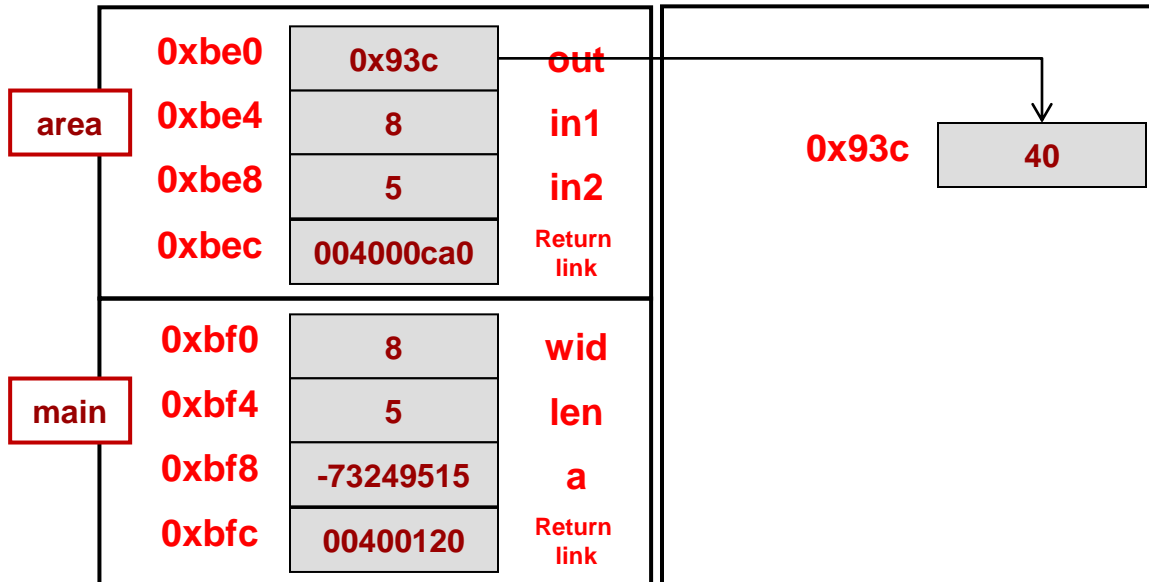 0xbe0 0x93c out
area 0xbe4 8 in1
0xbe8 5 in2
0xbec 004000ca0 Return
link
0x93c 40
0xbf0 8 wid
main 0xbf4 5 len
0xbf8 -73249515 a
0xbfc 00400120 Return
link